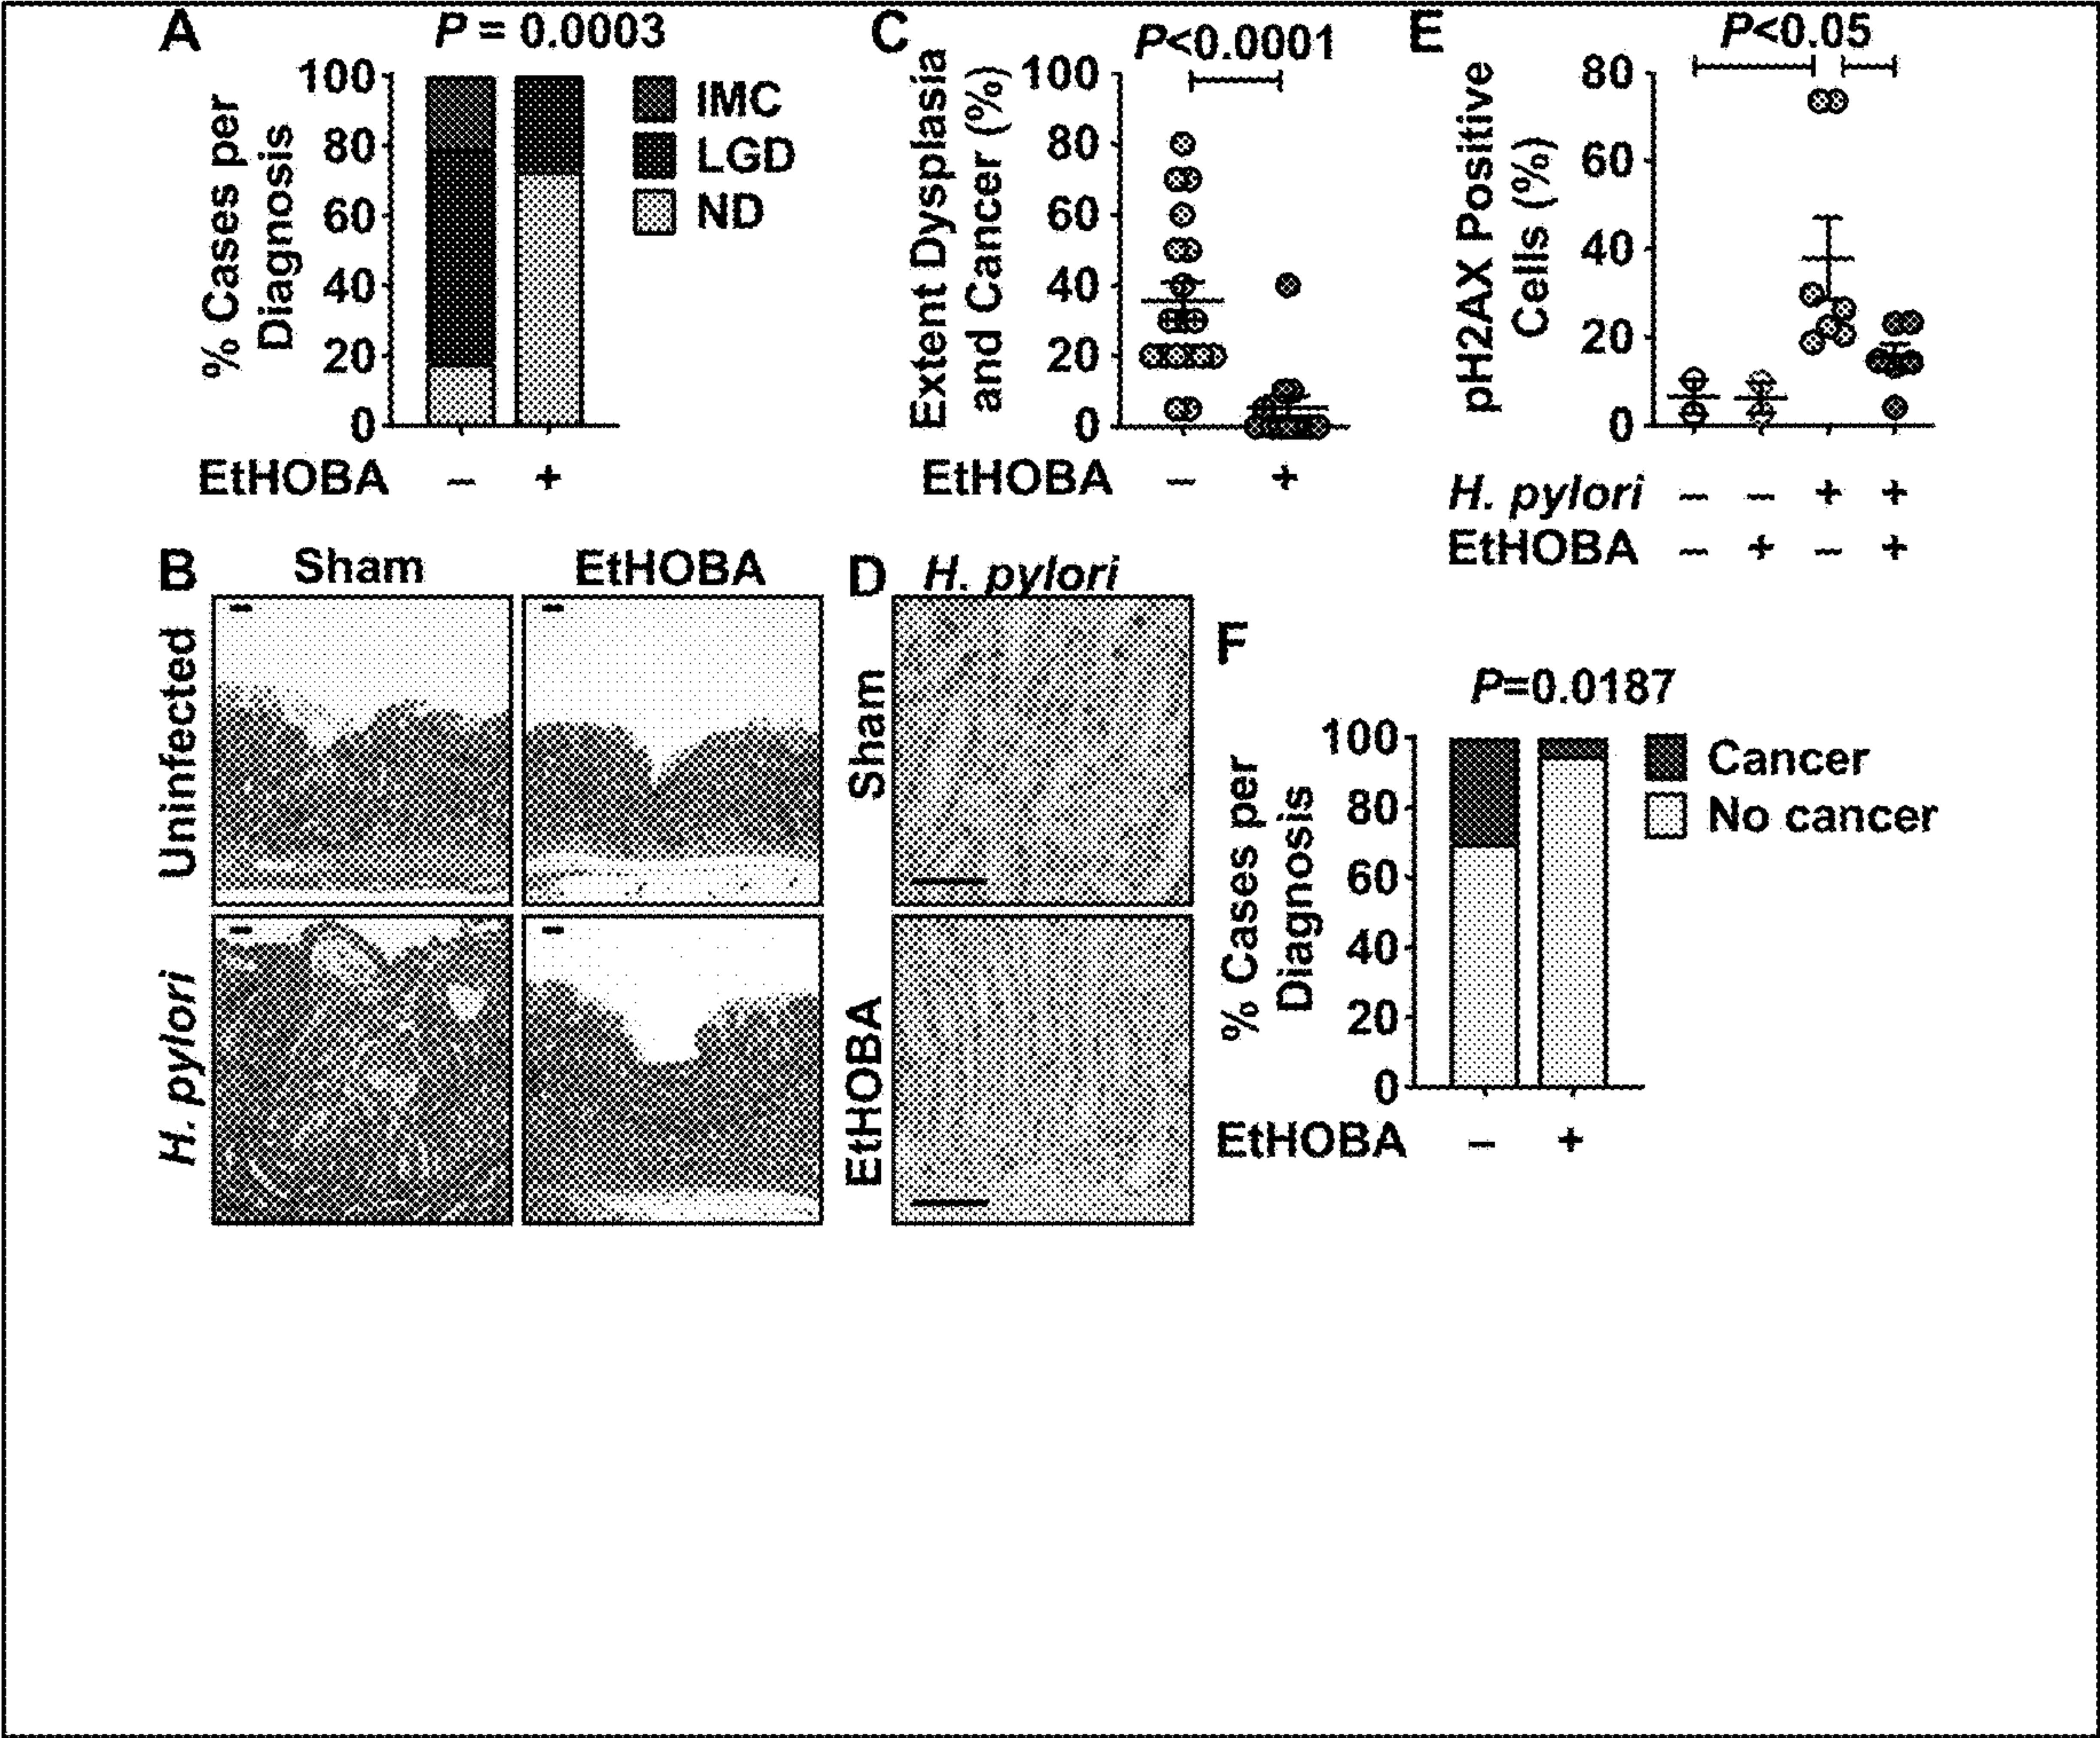 A
P = 0.0003
% Cases per
Diagnosis
100
80
60
40
20
0
IMC
LGD
ND
EtHOBA – +
C
P<0.0001
Extent Dysplasia
and Cancer (%)
100
80
60
40
20
0
EtHOBA – +
E
P<0.05
pH2AX Positive
Cells (%)
80
60
40
20
0
H. pylori – – + +
EtHOBA – + – +
B
Sham EtHOBA
Uninfected
H. pylori
D
H. pylori
Sham
EtHOBA
F
P=0.0187
% Cases per
Diagnosis
100
80
60
40
20
0
Cancer
No cancer
EtHOBA – +